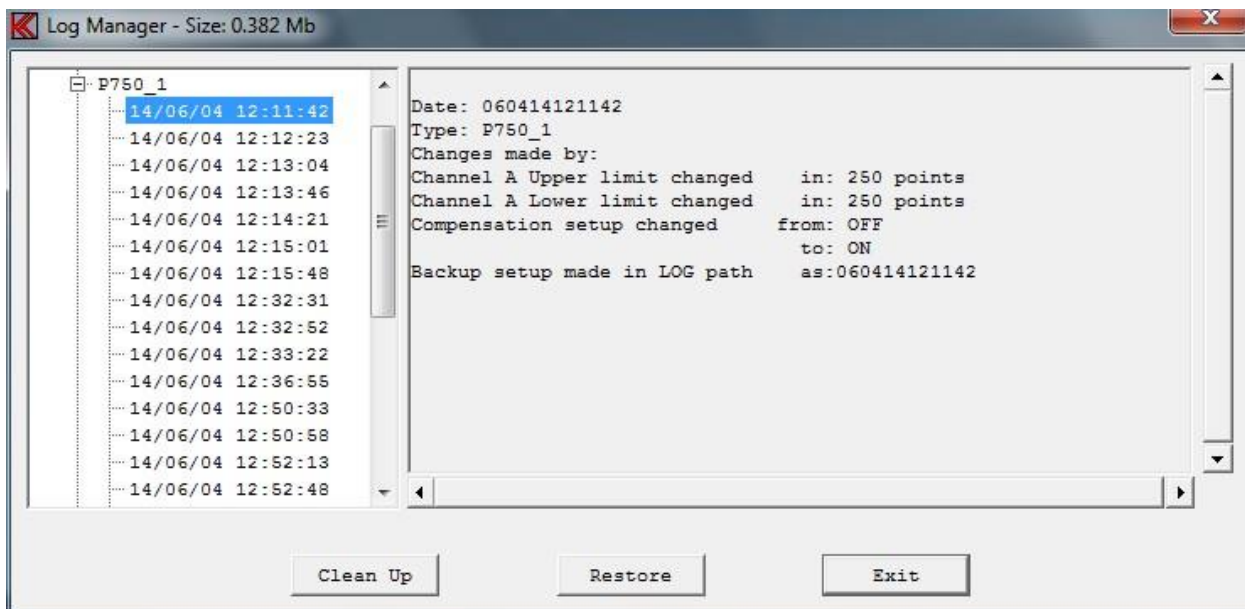 Log Manager - Size: 0.382 Mb
P750_1
14/06/04 12:11:42
14/06/04 12:12:23
14/06/04 12:13:04
14/06/04 12:13:46
14/06/04 12:14:21
14/06/04 12:15:01
14/06/04 12:15:48
14/06/04 12:32:31
14/06/04 12:32:52
14/06/04 12:33:22
14/06/04 12:36:55
14/06/04 12:50:33
14/06/04 12:50:58
14/06/04 12:52:13
14/06/04 12:52:48
Date: 060414121142
Type: P750_1
Changes made by:
Channel A Upper limit changed in: 250 points
Channel A Lower limit changed in: 250 points
Compensation setup changed from: OFF
to: ON
Backup setup made in LOG path as:060414121142
Clean Up Restore Exit